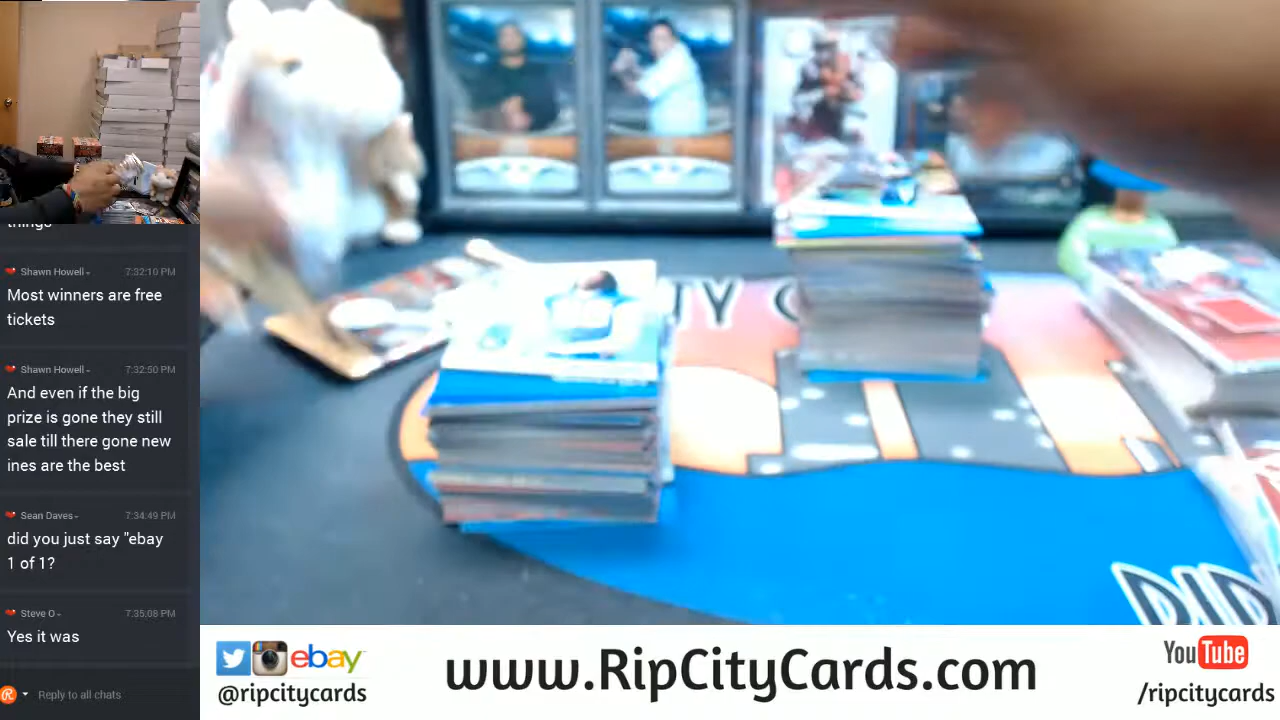 things
Shawn Howell 7:32:10 PM
Most winners are free
tickets
Shawn Howell 7:32:50 PM
And even if the big
prize is gone they still
sale till there gone new
ines are the best
Sean Daves 7:34:49 PM
did you just say "ebay
1 of 1?
Steve O 7:35:08 PM
Yes it was
Reply to all chats
TY C
RIP
ebay
@ripcitycards
www.RipCityCards.com
YouTube
/ripcitycards